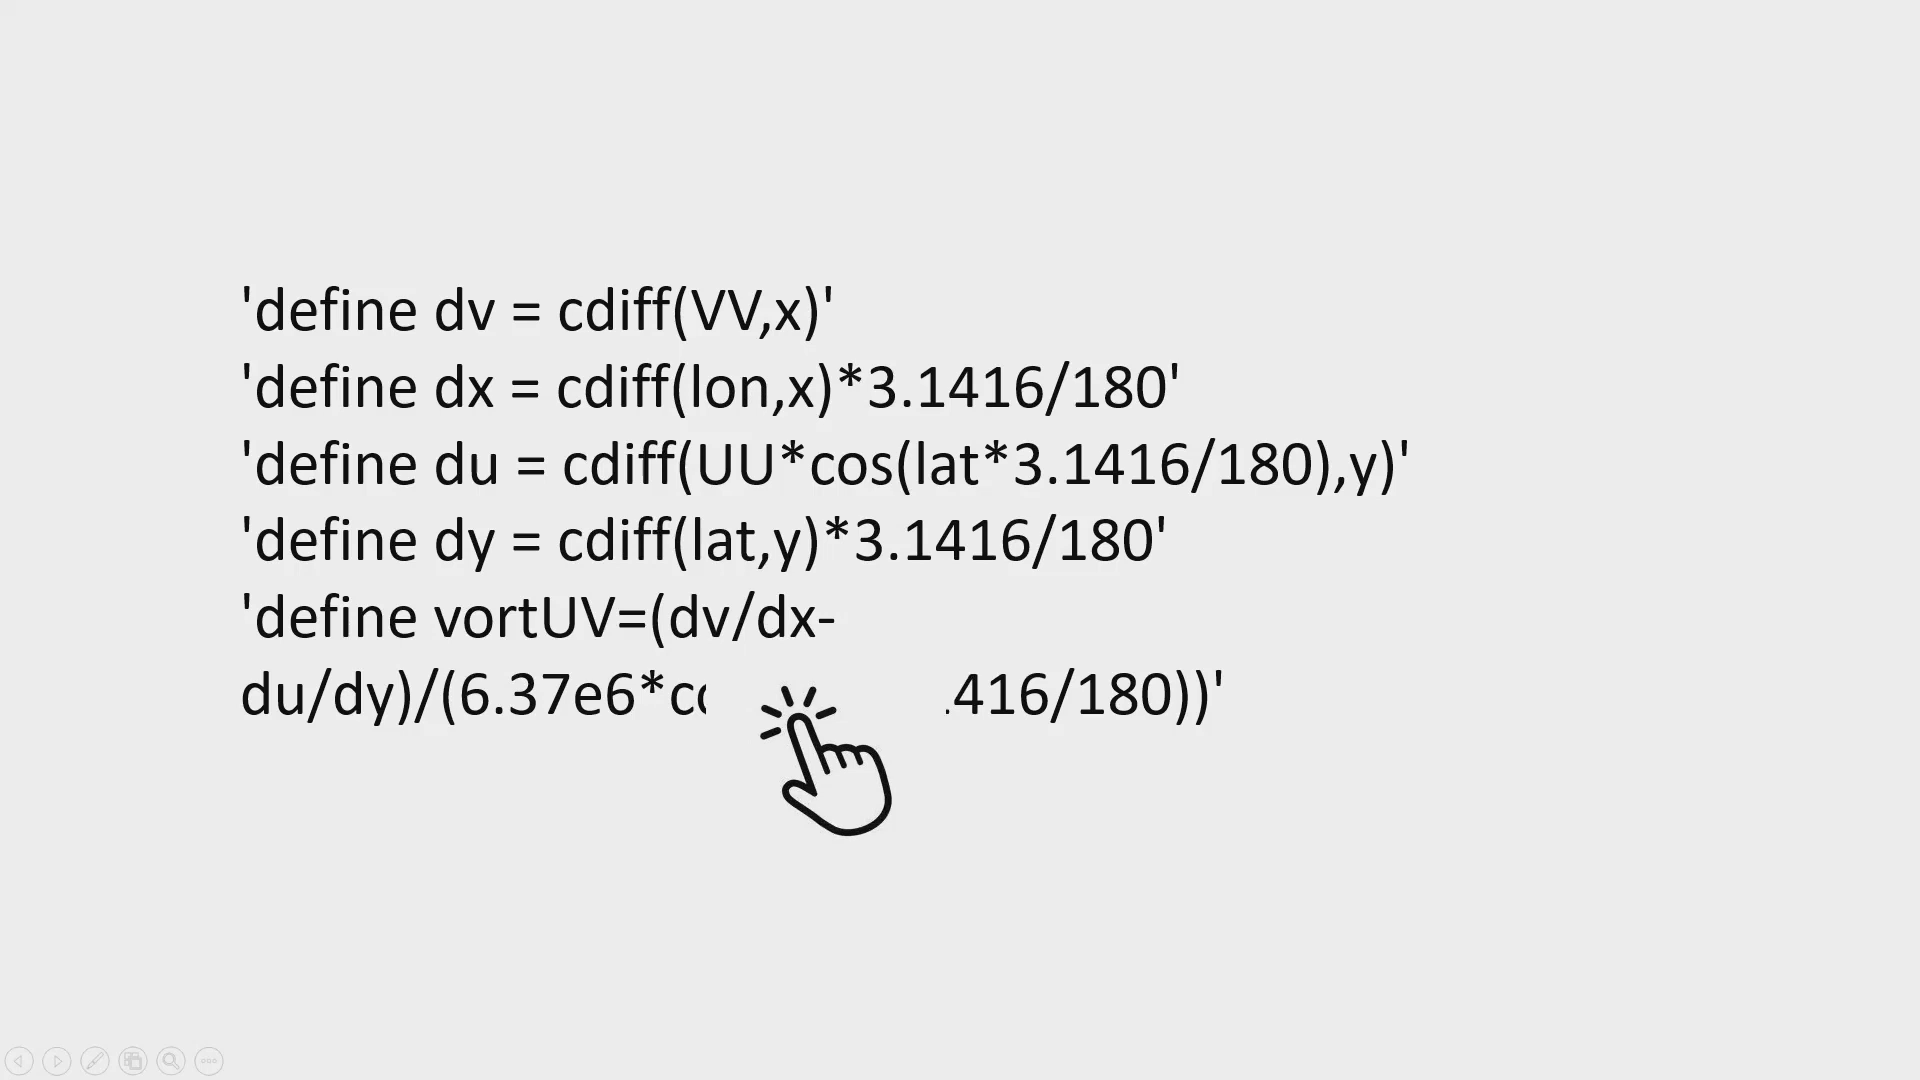 'define dv = cdiff(VV,x)'
'define dx = cdiff(lon,x)*3.1416/180'
'define du = cdiff(UU*cos(lat*3.1416/180),y)'
'define dy = cdiff(lat,y)*3.1416/180'
'define vortUV=(dv/dx-
du/dy)/(6.37e6*c .416/180))'